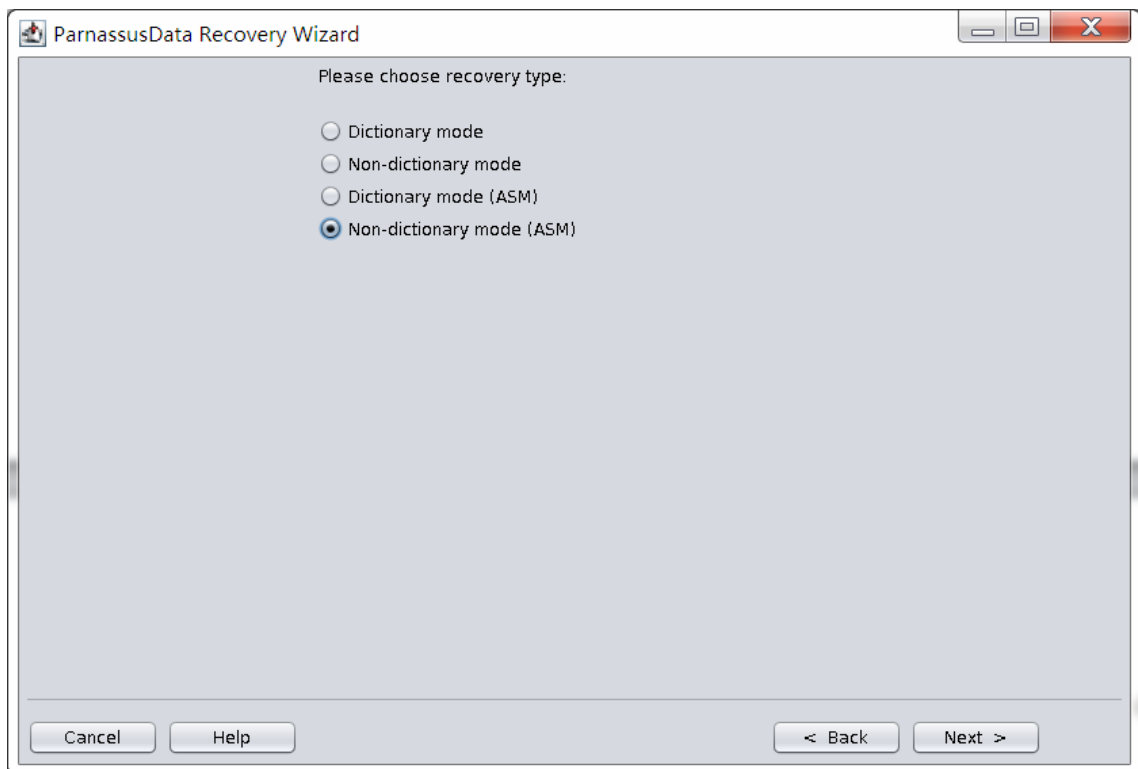 ParnassusData Recovery Wizard
Please choose recovery type:
Dictionary mode
Non-dictionary mode
Dictionary mode (ASM)
Non-dictionary mode (ASM)
Cancel Help < Back Next >